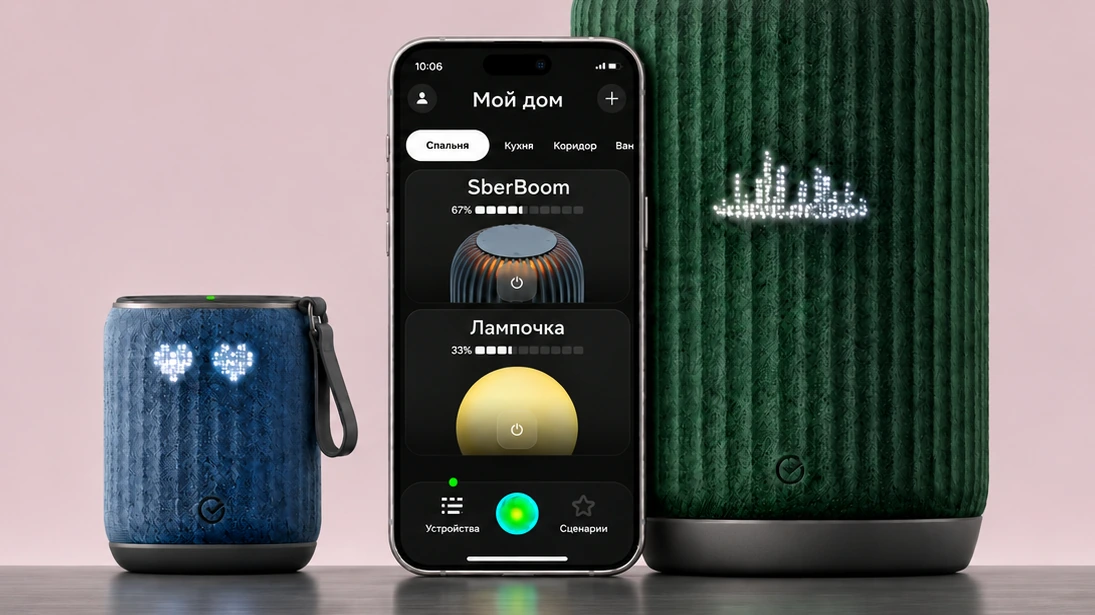 10:06
Мой дом
Спальня Кухня Коридор Ван
SberBoom
67%
Лампочка
33%
Устройства Сценарии